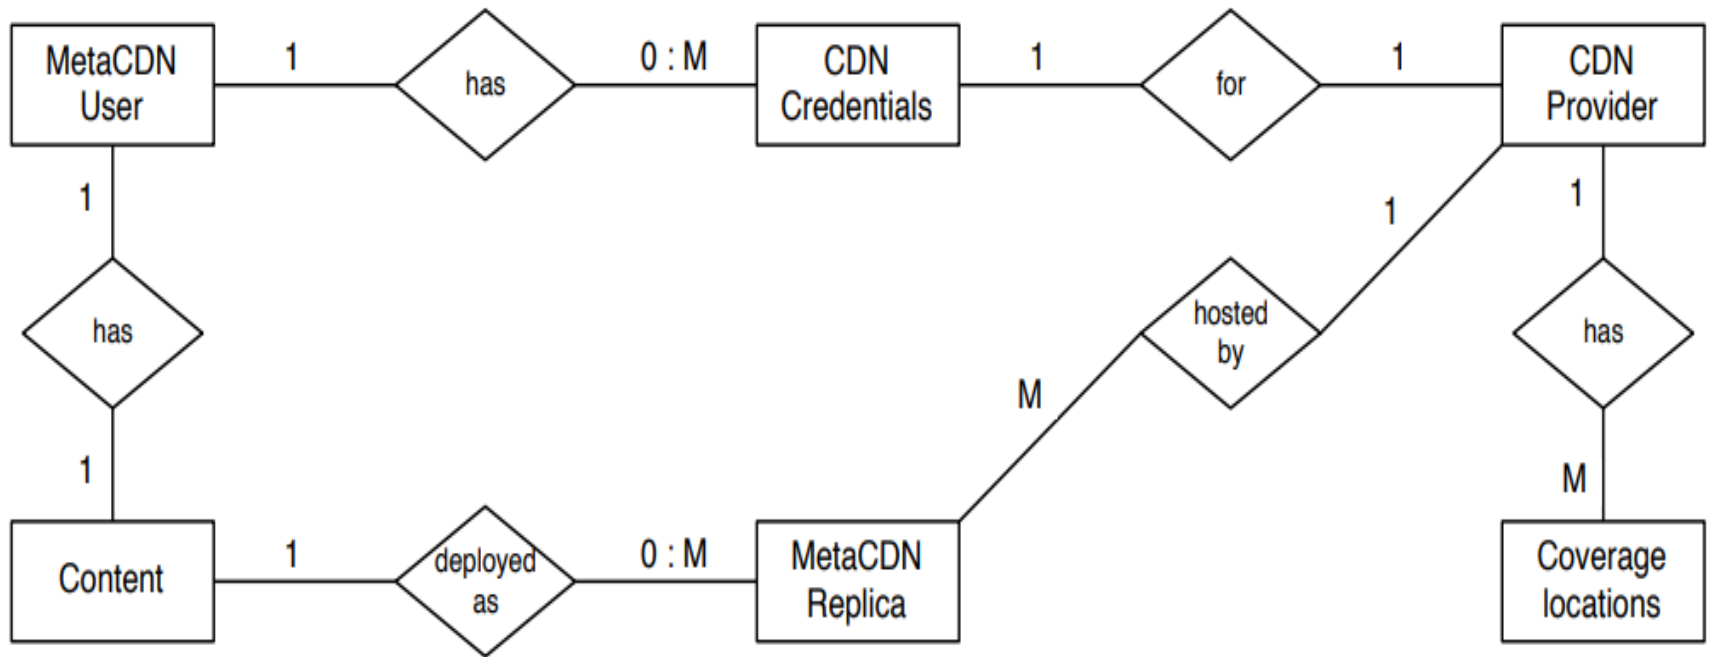 MetaCDN
User
1
has
0 : M
CDN
Credentials
1
for
1
CDN
Provider
1
1
1
has
hosted
by
has
M
1
M
Content
1
deployed
as
0 : M
MetaCDN
Replica
Coverage
locations